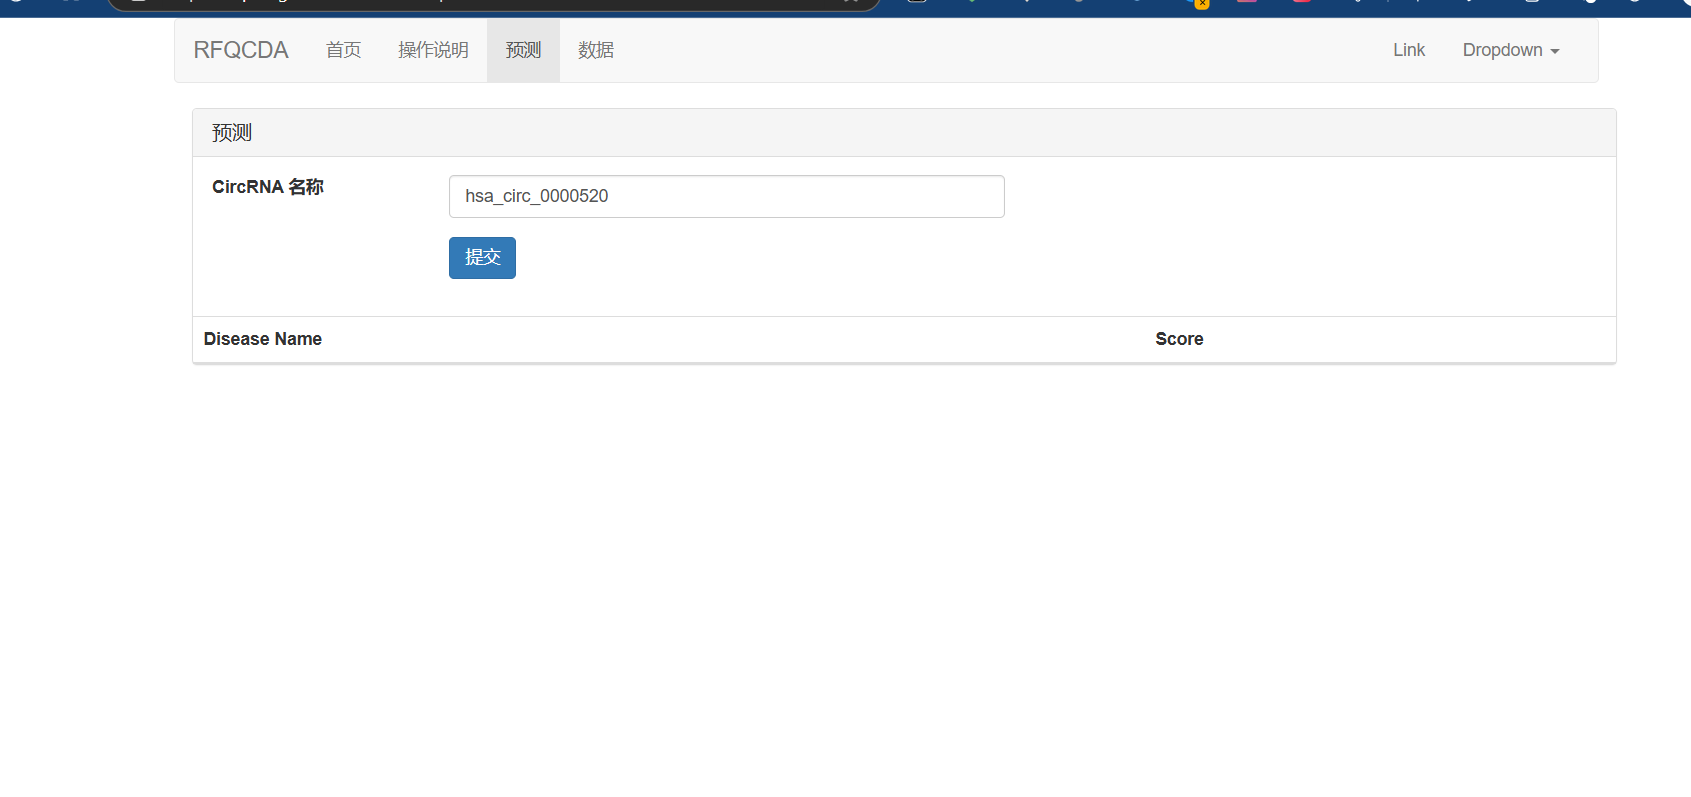 RFQCDA 首页 操作说明 预测 数据 Link Dropdown
预测
CircRNA 名称 hsa_circ_0000520
提交
Disease Name Score